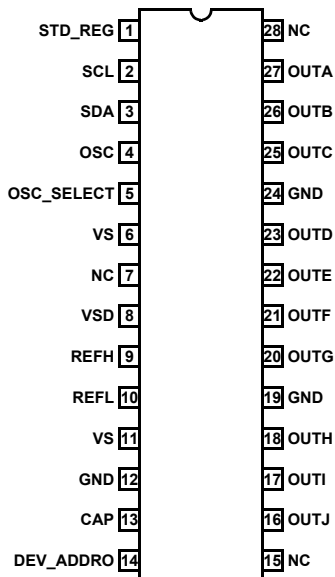 STD_REG 1 28 NC
SCL 2 27 OUTA
SDA 3 26 OUTB
OSC 4 25 OUTC
OSC_SELECT 5 24 GND
VS 6 23 OUTD
NC 7 22 OUTE
VSD 8 21 OUTF
REFH 9 20 OUTG
REFL 10 19 GND
VS 11 18 OUTH
GND 12 17 OUTI
CAP 13 16 OUTJ
DEV_ADDRO 14 15 NC